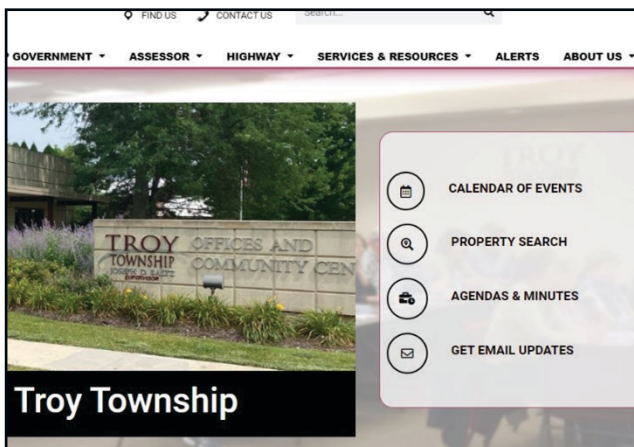 FIND US CONTACT US Search...
GOVERNMENT ASSESSOR HIGHWAY SERVICES & RESOURCES ALERTS ABOUT US
TROY OFFICES AND
TOWNSHIP COMMUNITY CEN
SUPERVISOR
CALENDAR OF EVENTS
PROPERTY SEARCH
AGENDAS & MINUTES
GET EMAIL UPDATES
Troy Township